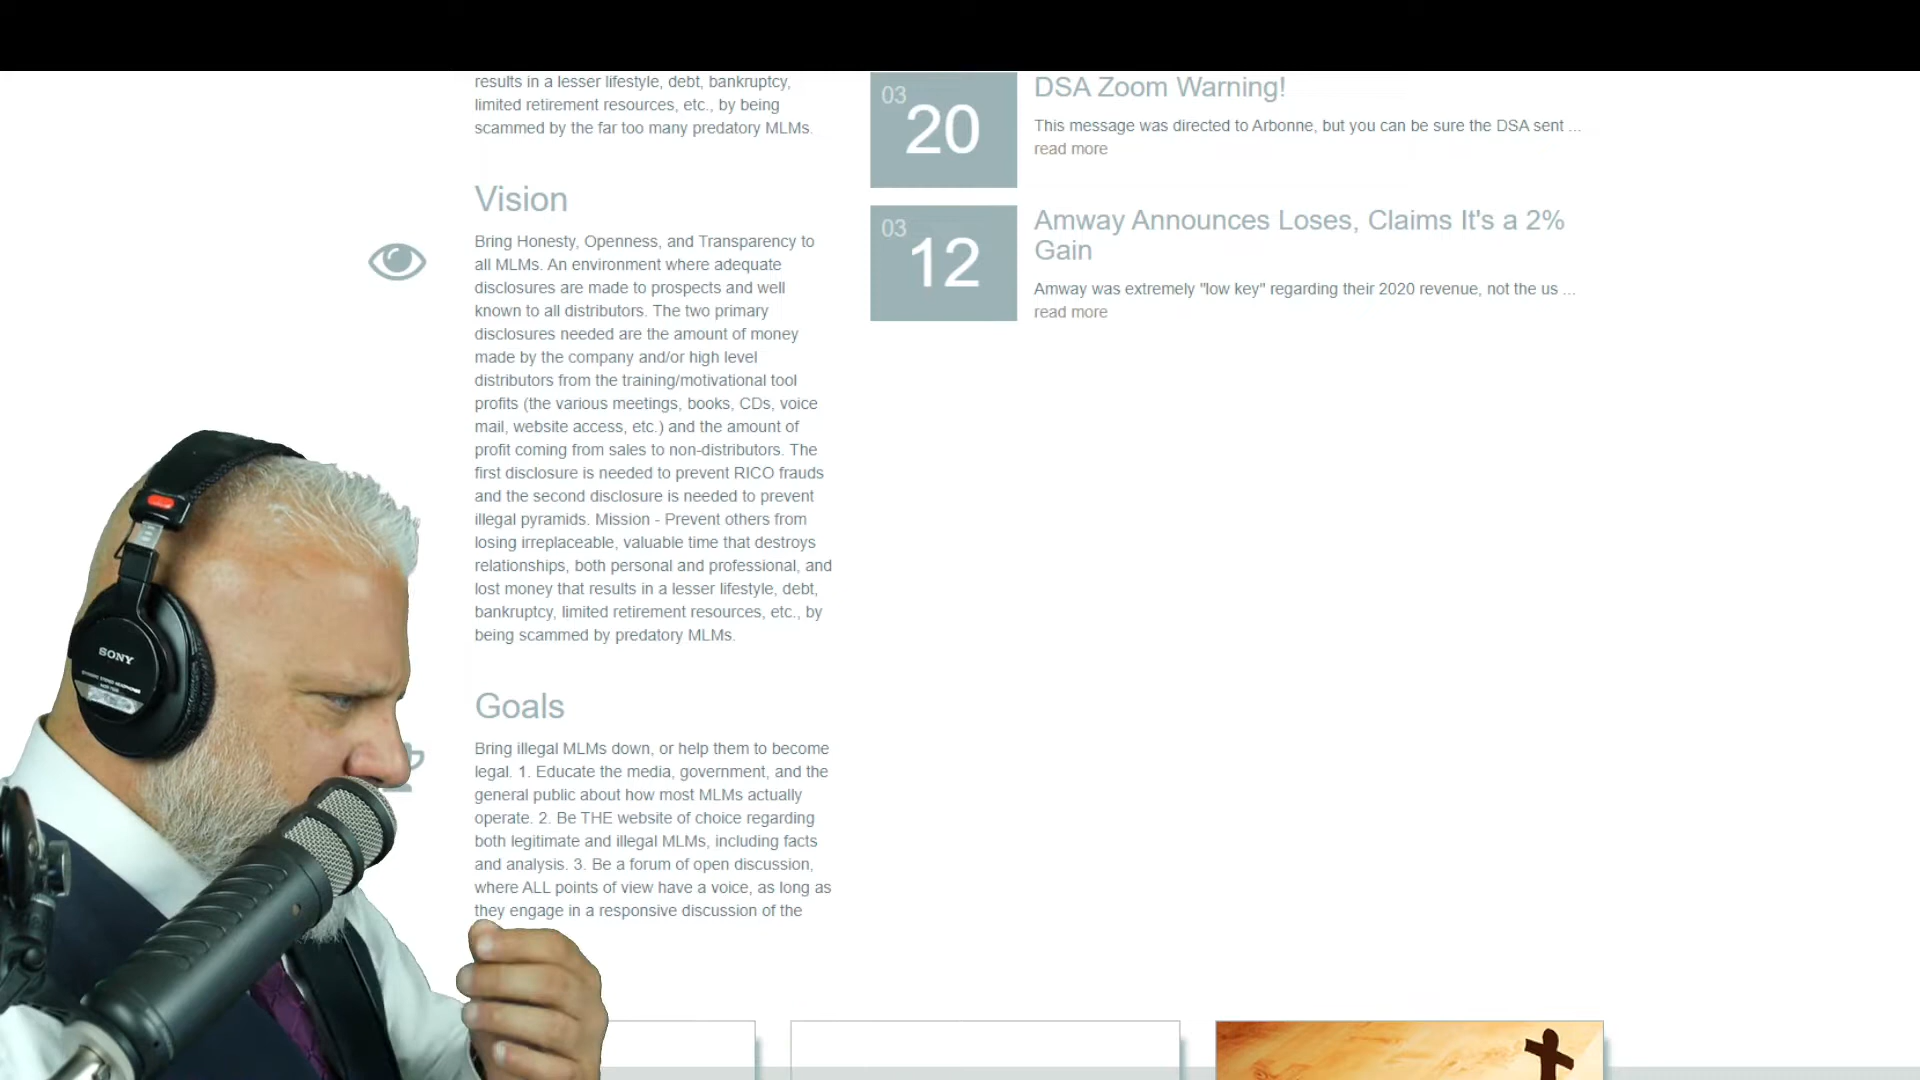 results in a lesser lifestyle, debt, bankruptcy,
limited retirement resources, etc., by being
scammed by the far too many predatory MLMs.
Vision
Bring Honesty, Openness, and Transparency to
all MLMs. An environment where adequate
disclosures are made to prospects and well
known to all distributors. The two primary
disclosures needed are the amount of money
made by the company and/or high level
distributors from the training/motivational tool
profits (the various meetings, books, CDs, voice
mail, website access, etc.) and the amount of
profit coming from sales to non-distributors. The
first disclosure is needed to prevent RICO frauds
and the second disclosure is needed to prevent
illegal pyramids. Mission - Prevent others from
losing irreplaceable, valuable time that destroys
relationships, both personal and professional, and
lost money that results in a lesser lifestyle, debt,
bankruptcy, limited retirement resources, etc., by
being scammed by predatory MLMs.
Goals
Bring illegal MLMs down, or help them to become
legal. 1. Educate the media, government, and the
general public about how most MLMs actually
operate. 2. Be THE website of choice regarding
both legitimate and illegal MLMs, including facts
and analysis. 3. Be a forum of open discussion,
where ALL points of view have a voice, as long as
they engage in a responsive discussion of the
03
20
DSA Zoom Warning!
This message was directed to Arbonne, but you can be sure the DSA sent ...
read more
03
12
Amway Announces Loses, Claims It's a 2%
Gain
Amway was extremely "low key" regarding their 2020 revenue, not the us ...
read more
SONY